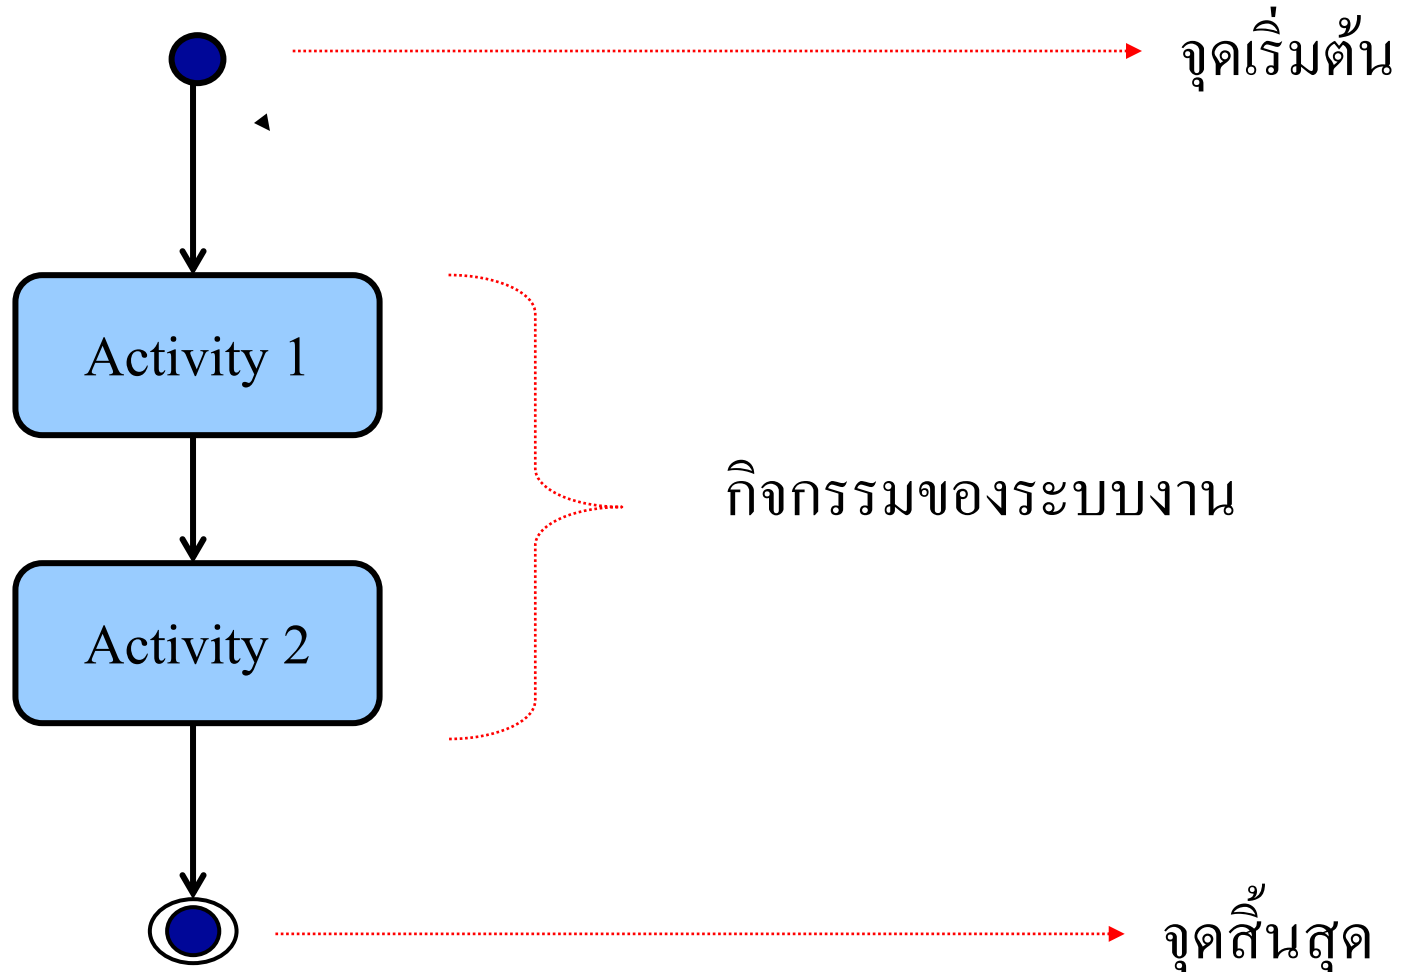 จุดเริ่มต้น
Activity 1
กิจกรรมของระบบงาน
Activity 2
จุดสิ้นสุด